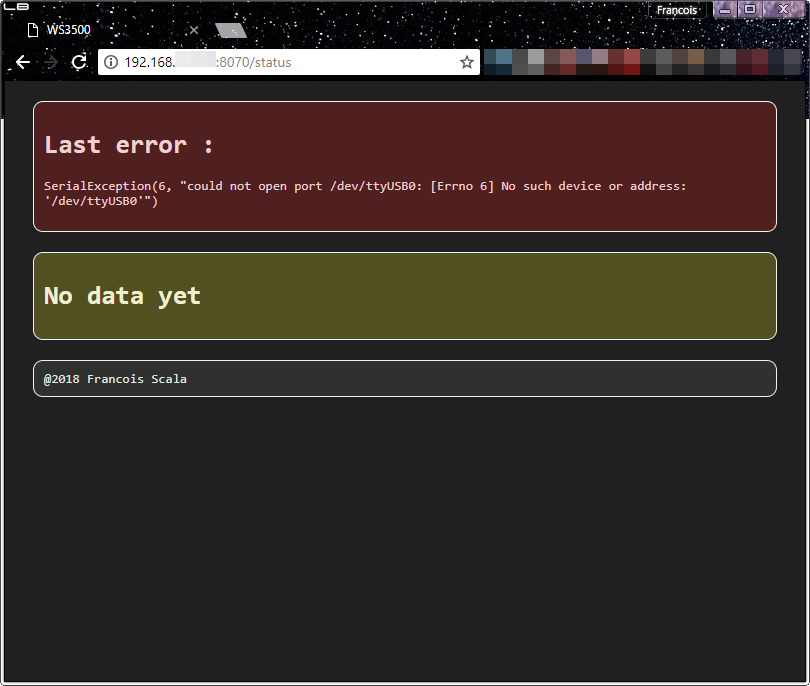 Francois
WS3500
192.168. :8070/status
Last error :
SerialException(6, "could not open port /dev/ttyUSB0: [Errno 6] No such device or address:
'/dev/ttyUSB0'")
No data yet
@2018 Francois Scala